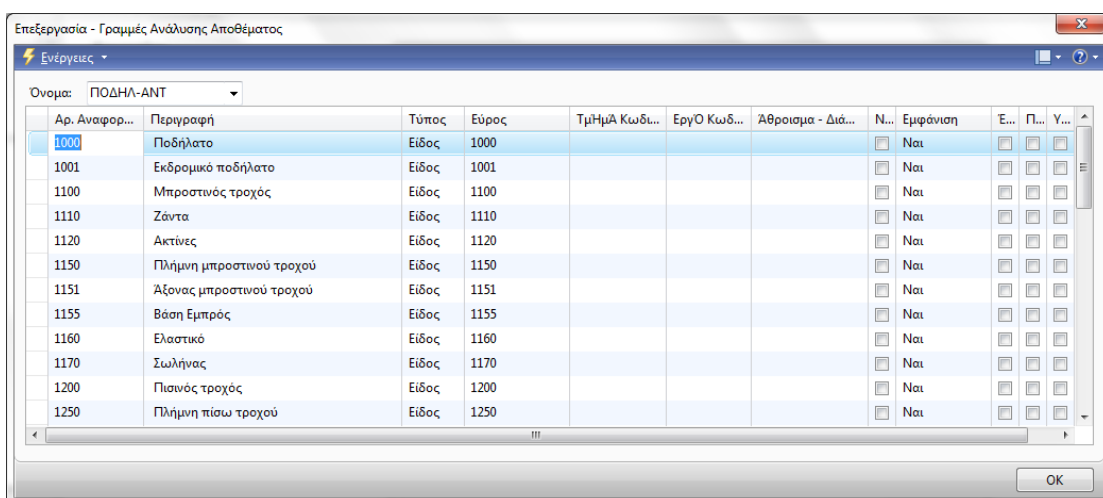 Επεξεργασία - Γραμμές Ανάλυσης Αποθέματος
Ενέργειες
Όνομα: ΠΟΔΗΛ-ΑΝΤ
Αρ. Αναφορ... Περιγραφή Τύπος Εύρος ΤμΉμΆ Κωδι... ΕργΌ Κωδ... Άθροισμα - Διά... Ν... Εμφάνιση Έ... Π... Υ...
1000 Ποδήλατο Είδος 1000 Ναι
1001 Εκδρομικό ποδήλατο Είδος 1001 Ναι
1100 Μπροστινός τροχός Είδος 1100 Ναι
1110 Ζάντα Είδος 1110 Ναι
1120 Ακτίνες Είδος 1120 Ναι
1150 Πλήμνη μπροστινού τροχού Είδος 1150 Ναι
1151 Άξονας μπροστινού τροχού Είδος 1151 Ναι
1155 Βάση Εμπρός Είδος 1155 Ναι
1160 Ελαστικό Είδος 1160 Ναι
1170 Σωλήνας Είδος 1170 Ναι
1200 Πισινός τροχός Είδος 1200 Ναι
1250 Πλήμνη πίσω τροχού Είδος 1250 Ναι
OK